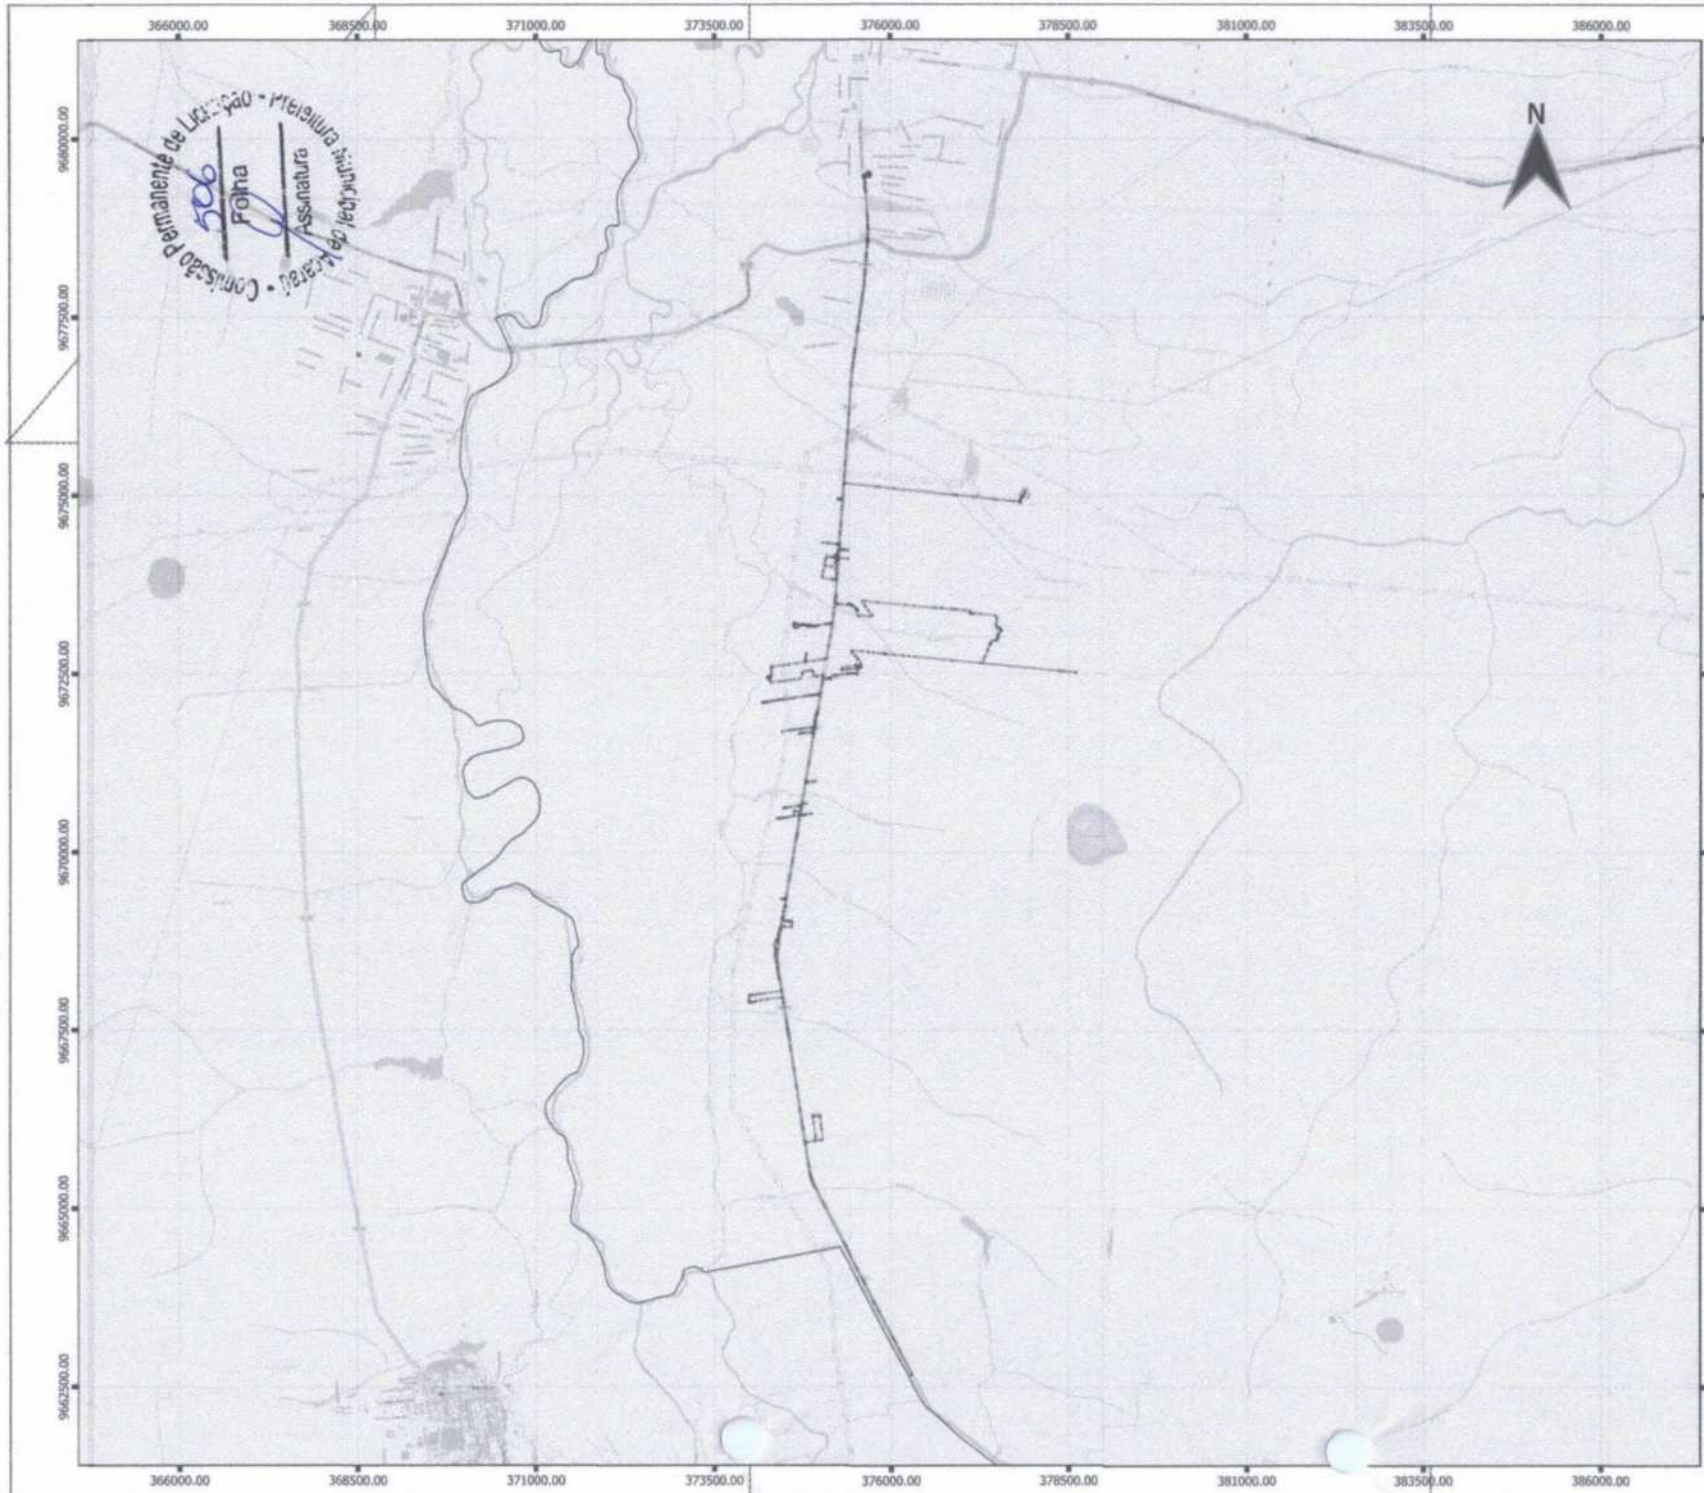 366000.00 368500.00 371000.00 373500.00 376000.00 378500.00 381000.00 383500.00 386000.00
N
Comissão Permanente de Licitação - Prefeitura Municipal de Acaraú
506
Folha
Assinatura
9680000.00
9677500.00
9675000.00
9672500.00
9670000.00
9667500.00
9665000.00
9662500.00
366000.00 368500.00 371000.00 373500.00 376000.00 378500.00 381000.00 383500.00 386000.00